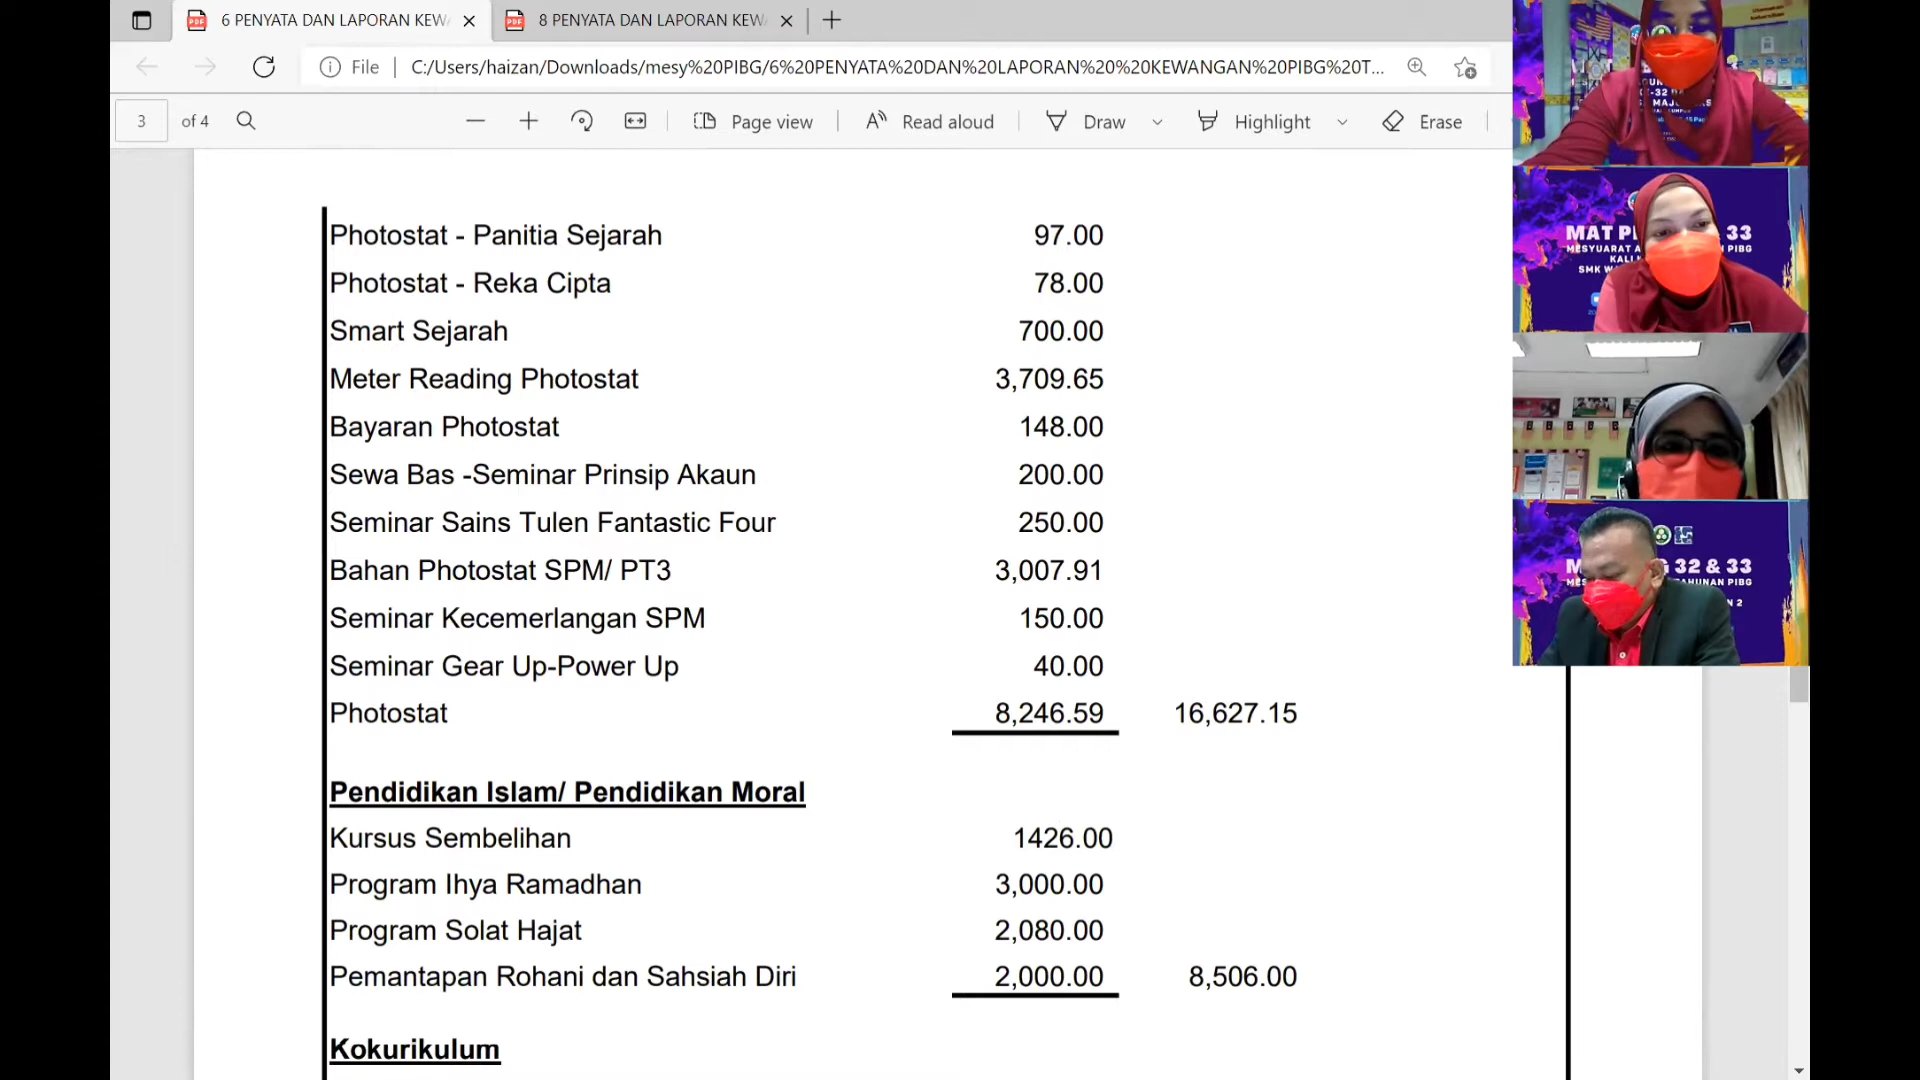 6 PENYATA DAN LAPORAN KEW
8 PENYATA DAN LAPORAN KEW
File
C:/Users/haizan/Downloads/mesy%20PIBG/6%20PENYATA%20DAN%20LAPORAN%20%20KEWANGAN%20PIBG%20T...
3 of 4
Page view
Read aloud
Draw
Highlight
Erase
Photostat - Panitia Sejarah 97.00
Photostat - Reka Cipta 78.00
Smart Sejarah 700.00
Meter Reading Photostat 3,709.65
Bayaran Photostat 148.00
Sewa Bas -Seminar Prinsip Akaun 200.00
Seminar Sains Tulen Fantastic Four 250.00
Bahan Photostat SPM/ PT3 3,007.91
Seminar Kecemerlangan SPM 150.00
Seminar Gear Up-Power Up 40.00
Photostat 8,246.59 16,627.15
Pendidikan Islam/ Pendidikan Moral
Kursus Sembelihan 1426.00
Program Ihya Ramadhan 3,000.00
Program Solat Hajat 2,080.00
Pemantapan Rohani dan Sahsiah Diri 2,000.00 8,506.00
Kokurikulum
MAT 33
PIBG
KALI
32 & 33
AHUNAN PIBG